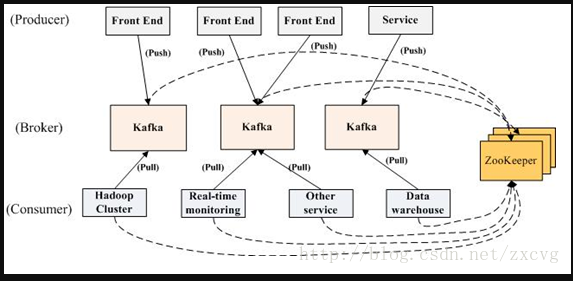 (Producer)
Front End
Front End
Front End
Service
(Push)
(Push)
(Push)
(Push)
(Broker)
Kafka
Kafka
Kafka
ZooKeeper
(Pull)
(Pull)
(Pull)
(Pull)
(Consumer)
Hadoop
Cluster
Real-time
monitoring
Other
service
Data
warehouse
http://blog.csdn.net/zxcvg